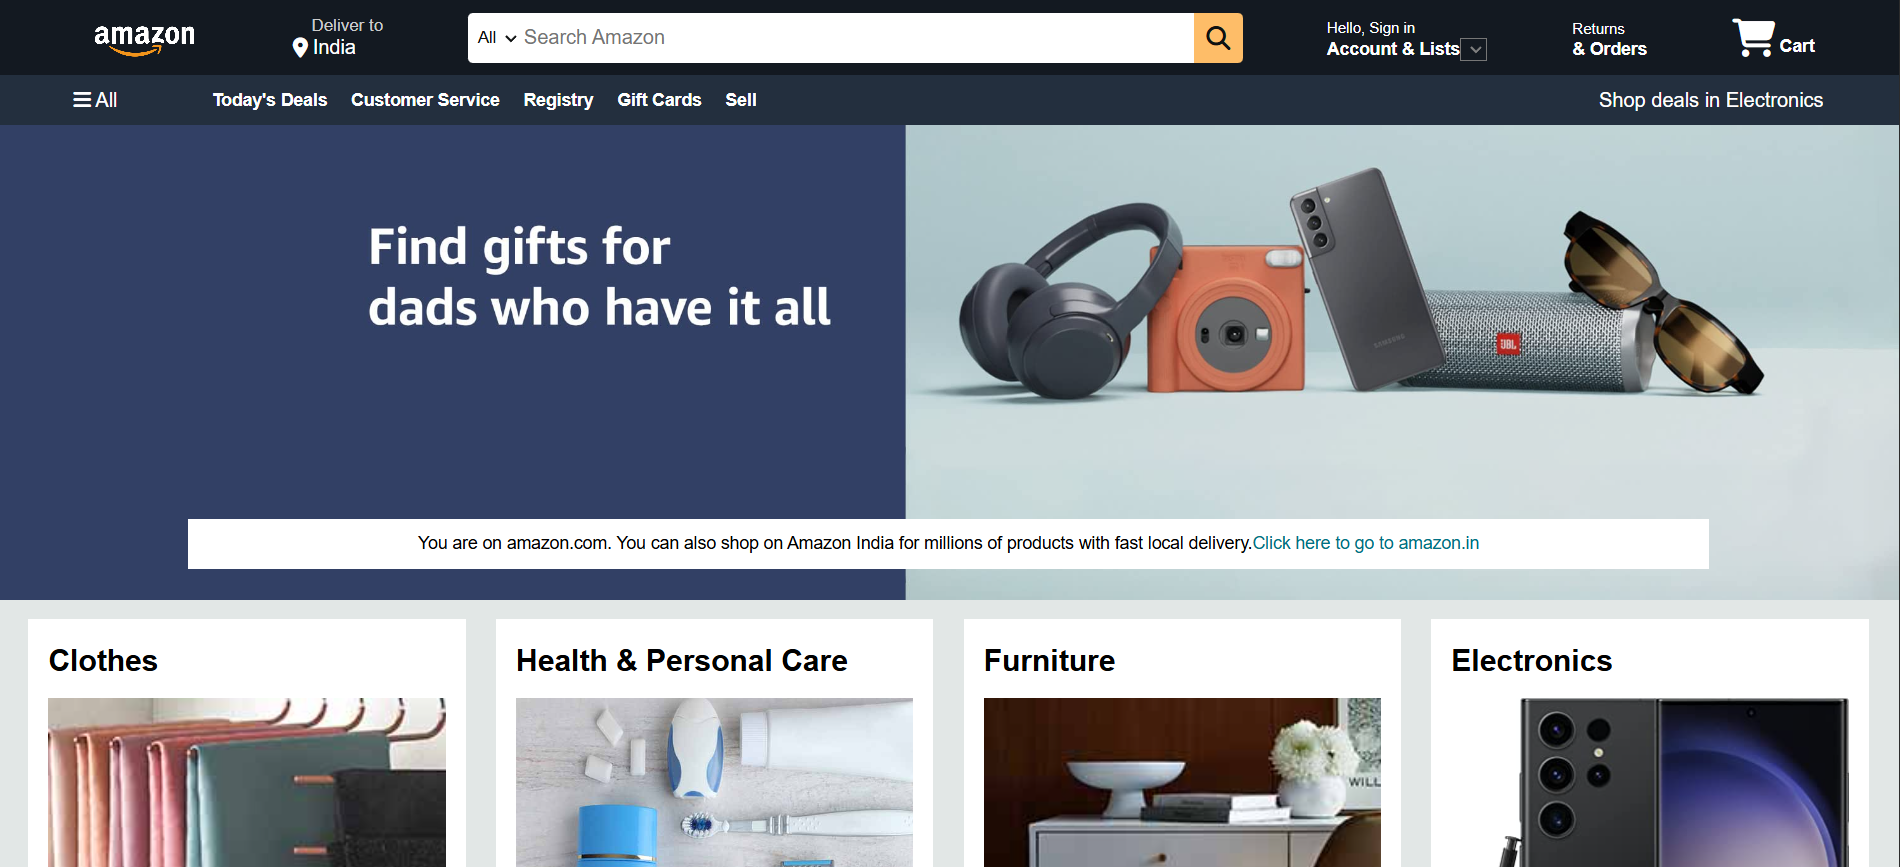 amazon
Deliver to
India
All
Search Amazon
Hello, Sign in
Account & Lists
Returns
& Orders
Cart
All
Today's Deals
Customer Service
Registry
Gift Cards
Sell
Shop deals in Electronics
Find gifts for
dads who have it all
SAMSUNG
JBL
You are on amazon.com. You can also shop on Amazon India for millions of products with fast local delivery.Click here to go to amazon.in
Clothes
Health & Personal Care
Furniture
Electronics
WILL